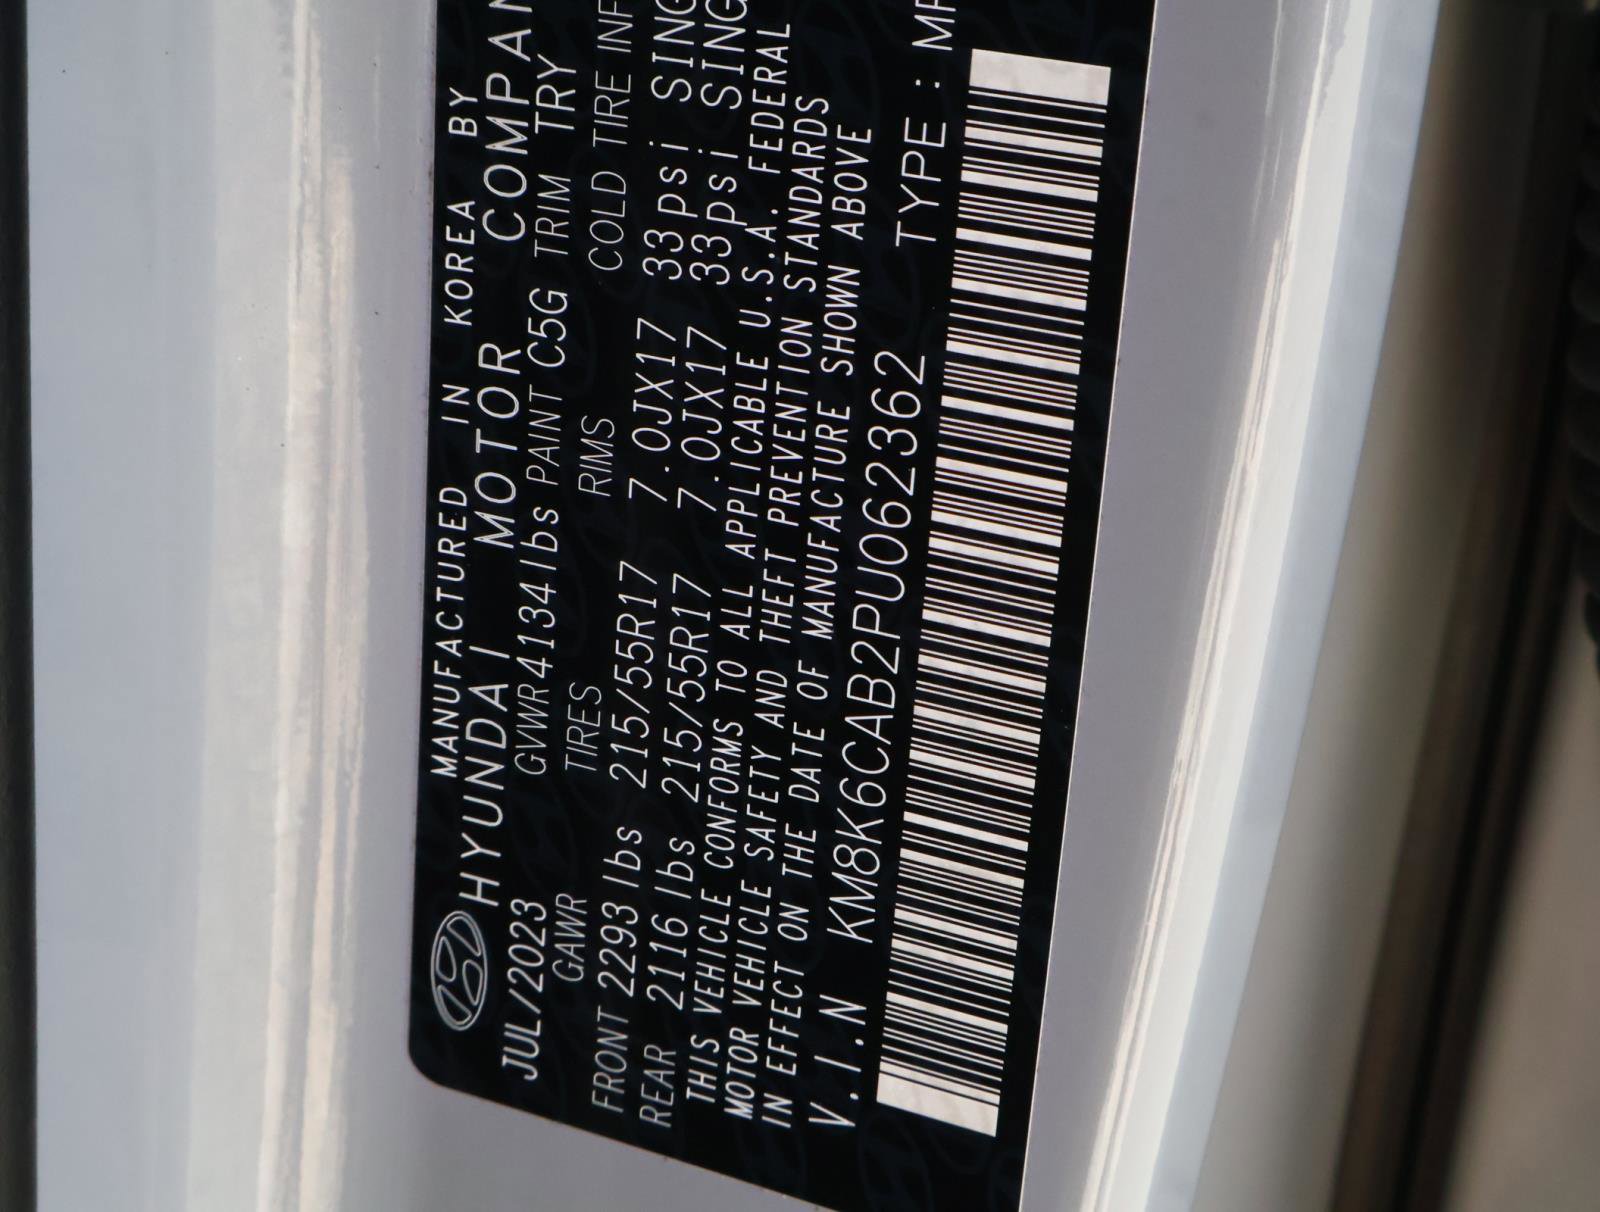 MANUFACTURED IN KOREA BY
HYUNDAI MOTOR COMPAN
JUL/2023 GVWR 4134lbs PAINT C5G TRIM TRY
GAWR TIRES RIMS COLD TIRE INF
FRONT 2293 lbs 215/55R17 7.0JX17 33psi SING
REAR 2116 lbs 215/55R17 7.0JX17 33psi SING
THIS VEHICLE CONFORMS TO ALL APPLICABLE U.S.A. FEDERAL
MOTOR VEHICLE SAFETY AND THEFT PREVENTION STANDARDS
IN EFFECT ON THE DATE OF MANUFACTURE SHOWN ABOVE
V.I.N KM8K6CAB2PU062362 TYPE : MP